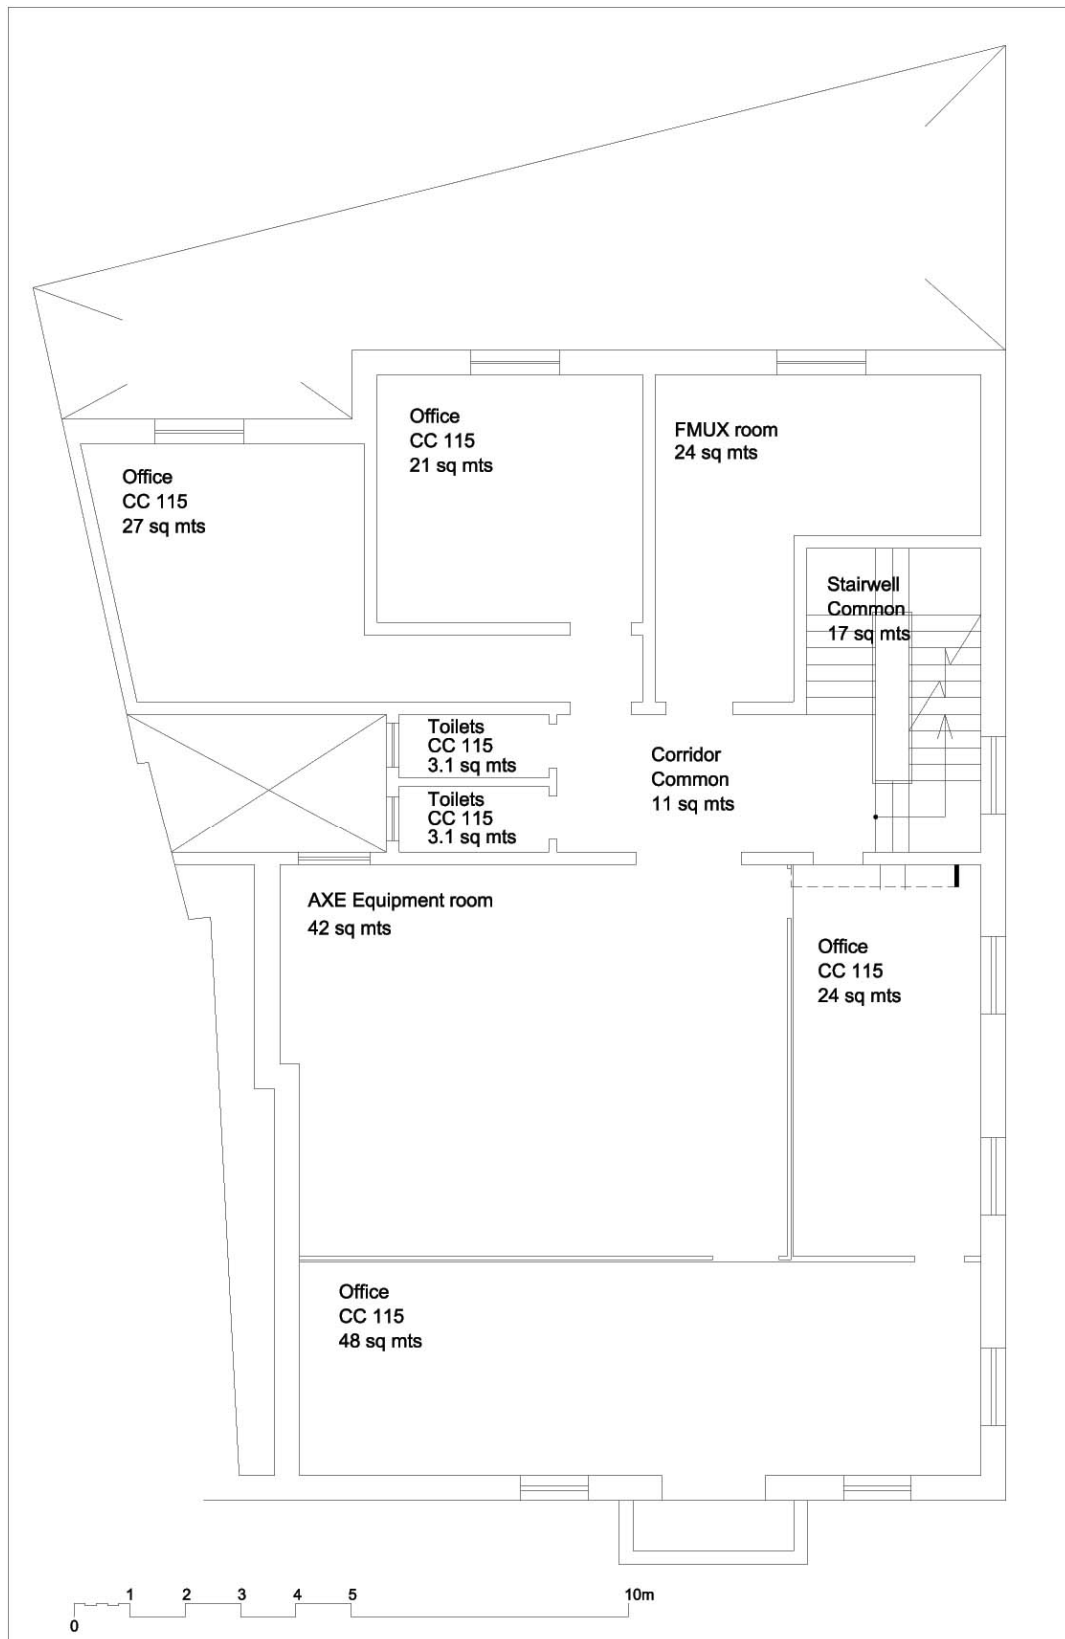 Office
CC 115
21 sq mts
FMUX room
24 sq mts
Office
CC 115
27 sq mts
Stairwell
Common
17 sq mts
Toilets
CC 115
3.1 sq mts
Corridor
Common
11 sq mts
Toilets
CC 115
3.1 sq mts
AXE Equipment room
42 sq mts
Office
CC 115
24 sq mts
Office
CC 115
48 sq mts
1 2 3 4 5 10m
0